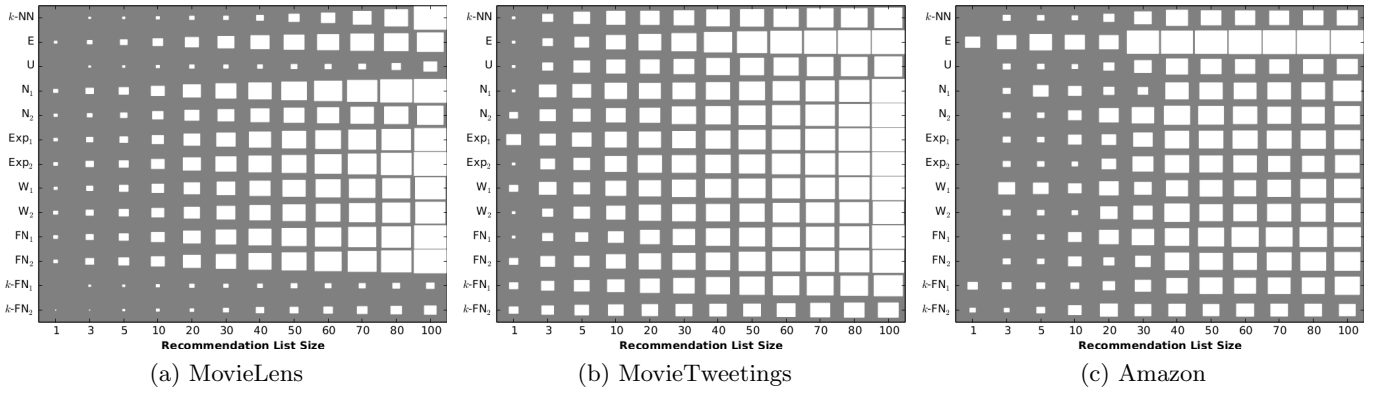 k-NN
E
U
N₁
N₂
Exp₁
Exp₂
W₁
W₂
FN₁
FN₂
k-FN₁
k-FN₂
1 3 5 10 20 30 40 50 60 70 80 100
Recommendation List Size
(a) MovieLens
k-NN
E
U
N₁
N₂
Exp₁
Exp₂
W₁
W₂
FN₁
FN₂
k-FN₁
k-FN₂
1 3 5 10 20 30 40 50 60 70 80 100
Recommendation List Size
(b) MovieTweetings
k-NN
E
U
N₁
N₂
Exp₁
Exp₂
W₁
W₂
FN₁
FN₂
k-FN₁
k-FN₂
1 3 5 10 20 30 40 50 60 70 80 100
Recommendation List Size
(c) Amazon